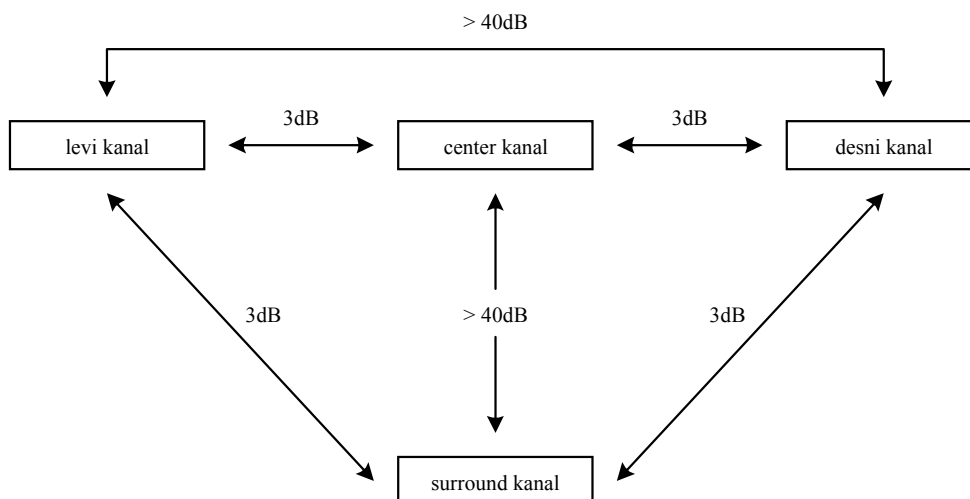 > 40dB
3dB
3dB
levi kanal
center kanal
desni kanal
3dB
> 40dB
3dB
surround kanal